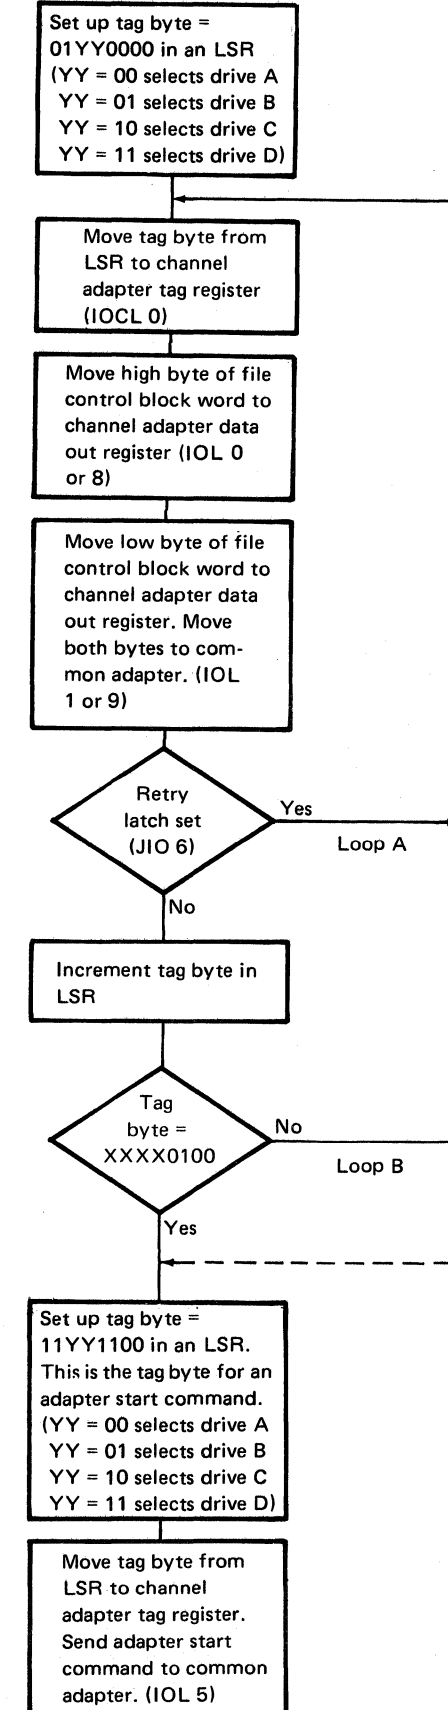 Set up tag byte =
01YY0000 in an LSR
(YY = 00 selects drive A
YY = 01 selects drive B
YY = 10 selects drive C
YY = 11 selects drive D)
Move tag byte from
LSR to channel
adapter tag register
(IOCL 0)
Move high byte of file
control block word to
channel adapter data
out register (IOL 0
or 8)
Move low byte of file
control block word to
channel adapter data
out register. Move
both bytes to com-
mon adapter. (IOL
1 or 9)
Retry
latch set
(JIO 6)
Yes
Loop A
No
Increment tag byte in
LSR
Tag
byte =
XXXX0100
No
Loop B
Yes
Set up tag byte =
11YY1100 in an LSR.
This is the tag byte for an
adapter start command.
(YY = 00 selects drive A
YY = 01 selects drive B
YY = 10 selects drive C
YY = 11 selects drive D)
Move tag byte from
LSR to channel
adapter tag register.
Send adapter start
command to common
adapter. (IOL 5)